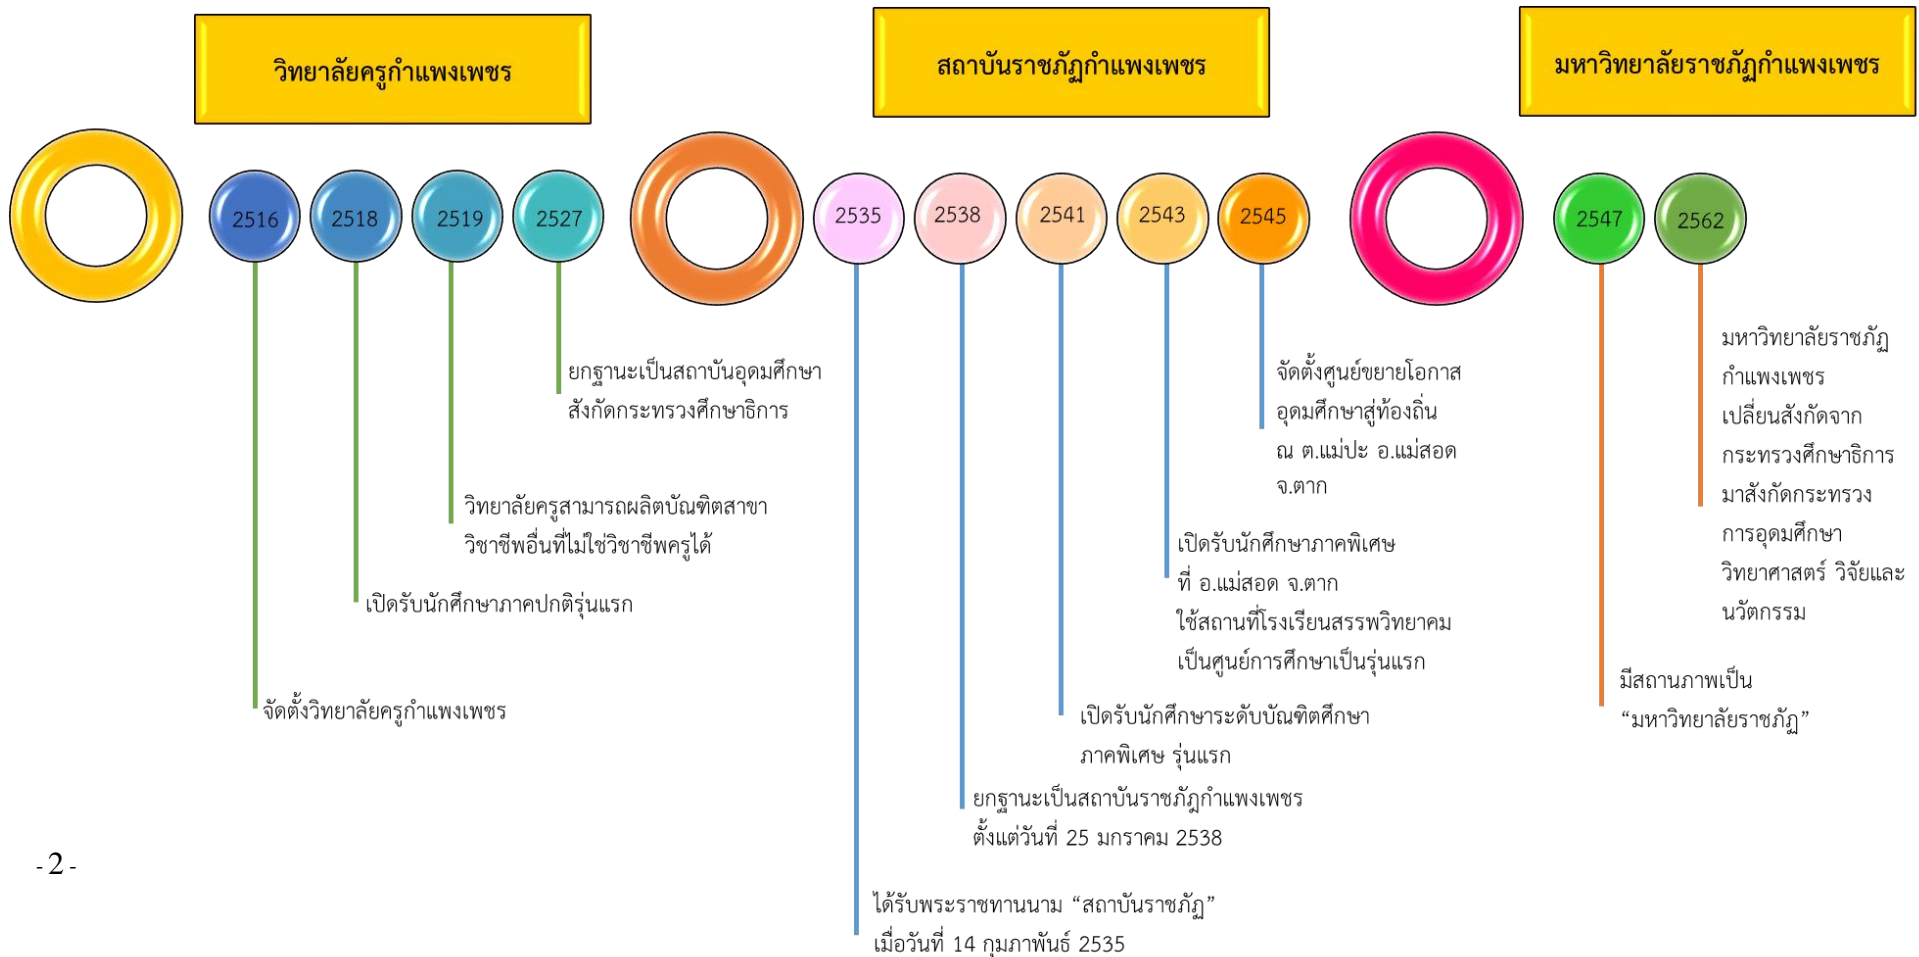 วิทยาลัยครูกำแพงเพชร
สถาบันราชภัฏกำแพงเพชร
มหาวิทยาลัยราชภัฏกำแพงเพชร
2516
2518
2519
2527
2535
2538
2541
2543
2545
2547
2562
ยกฐานะเป็นสถาบันอุดมศึกษา
สังกัดกระทรวงศึกษาธิการ
วิทยาลัยครูสามารถผลิตบัณฑิตสาขา
วิชาชีพอื่นที่ไม่ใช่วิชาชีพครูได้
เปิดรับนักศึกษาภาคปกติรุ่นแรก
จัดตั้งวิทยาลัยครูกำแพงเพชร
จัดตั้งศูนย์ขยายโอกาส
อุดมศึกษาสู่ท้องถิ่น
ณ ต.แม่ปะ อ.แม่สอด
จ.ตาก
เปิดรับนักศึกษาภาคพิเศษ
ที่ อ.แม่สอด จ.ตาก
ใช้สถานที่โรงเรียนสรรพวิทยาคม
เป็นศูนย์การศึกษาเป็นรุ่นแรก
เปิดรับนักศึกษาระดับบัณฑิตศึกษา
ภาคพิเศษ รุ่นแรก
ยกฐานะเป็นสถาบันราชภัฎกำแพงเพชร
ตั้งแต่วันที่ 25 มกราคม 2538
ได้รับพระราชทานนาม “สถาบันราชภัฏ”
เมื่อวันที่ 14 กุมภาพันธ์ 2535
มหาวิทยาลัยราชภัฏ
กำแพงเพชร
เปลี่ยนสังกัดจาก
กระทรวงศึกษาธิการ
มาสังกัดกระทรวง
การอุดมศึกษา
วิทยาศาสตร์ วิจัยและ
นวัตกรรม
มีสถานภาพเป็น
“มหาวิทยาลัยราชภัฏ”
-2-